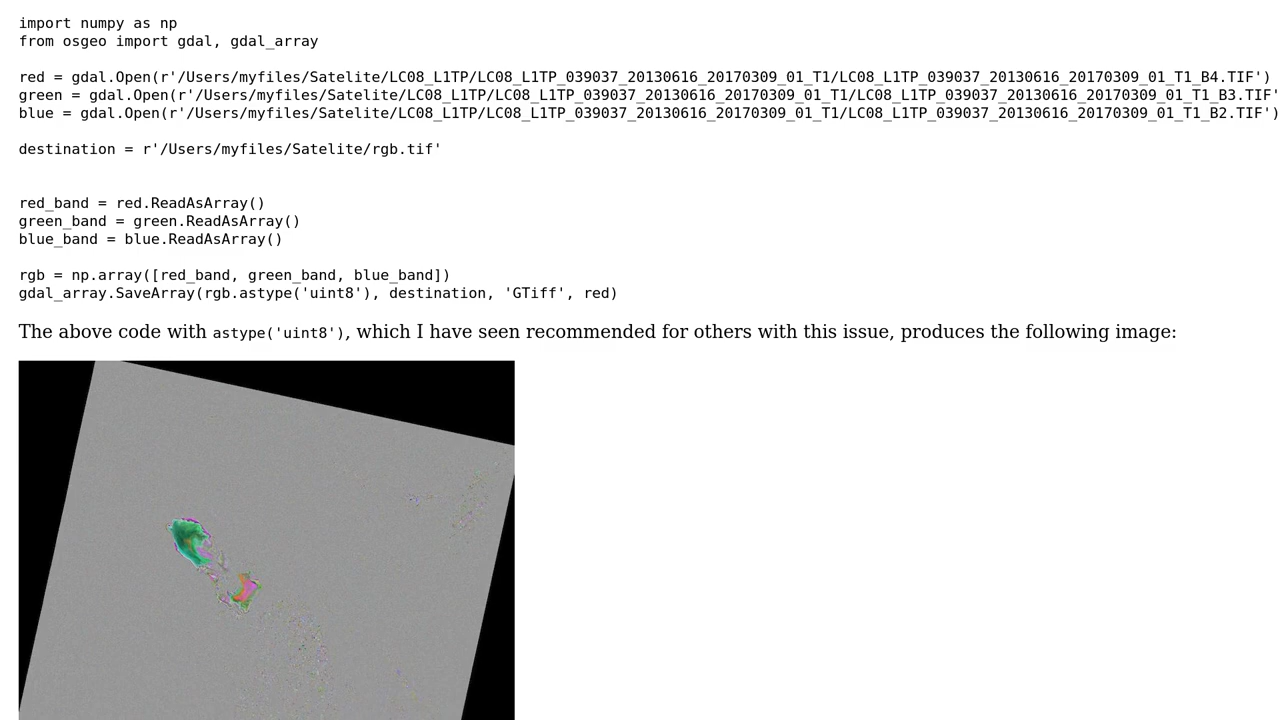 import numpy as np
from osgeo import gdal, gdal_array
red = gdal.Open(r'/Users/myfiles/Satelite/LC08_L1TP/LC08_L1TP_039037_20130616_20170309_01_T1/LC08_L1TP_039037_20130616_20170309_01_T1_B4.TIF')
green = gdal.Open(r'/Users/myfiles/Satelite/LC08_L1TP/LC08_L1TP_039037_20130616_20170309_01_T1/LC08_L1TP_039037_20130616_20170309_01_T1_B3.TIF'
blue = gdal.Open(r'/Users/myfiles/Satelite/LC08_L1TP/LC08_L1TP_039037_20130616_20170309_01_T1/LC08_L1TP_039037_20130616_20170309_01_T1_B2.TIF')
destination = r'/Users/myfiles/Satelite/rgb.tif'
red_band = red.ReadAsArray()
green_band = green.ReadAsArray()
blue_band = blue.ReadAsArray()
rgb = np.array([red_band, green_band, blue_band])
gdal_array.SaveArray(rgb.astype('uint8'), destination, 'GTiff', red)
The above code with astype('uint8'), which I have seen recommended for others with this issue, produces the following image: